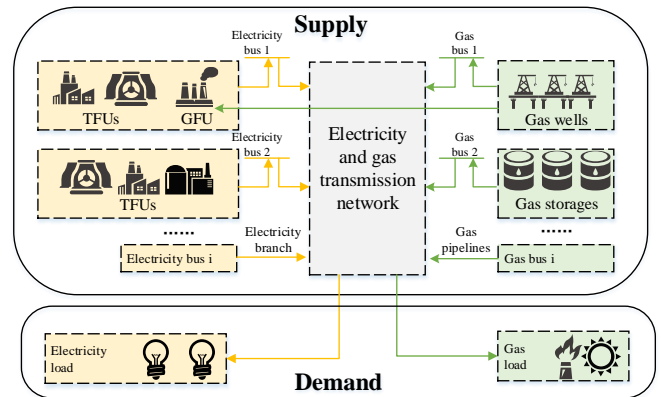 Supply
Electricity
bus 1
Gas
bus 1
TFUs
GFU
Gas wells
Electricity
bus 2
Gas
bus 2
Electricity
and gas
transmission
network
TFUs
Gas storages
......
......
Electricity
branch
Gas
pipelines
Electricity bus i
Gas bus i
Electricity
load
Gas
load
Demand